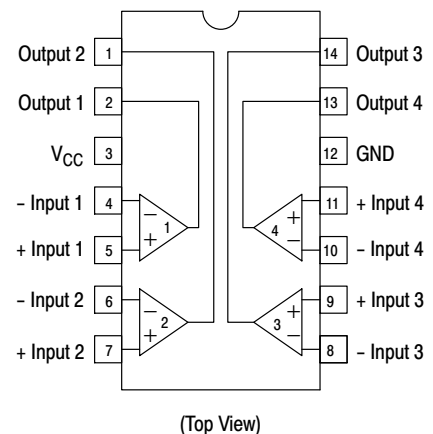 Output 2 1 14 Output 3
Output 1 2 13 Output 4
VCC 3 12 GND
– Input 1 4 11 + Input 4
– + 1 + – 4
+ Input 1 5 10 – Input 4
– Input 2 6 9 + Input 3
– + 2 + – 3
+ Input 2 7 8 – Input 3
(Top View)